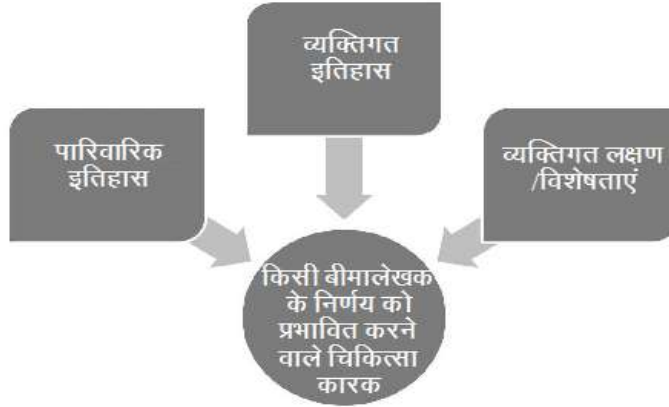 व्यक्तिगत
इतिहास
पारिवारिक
इतिहास
व्यक्तिगत लक्षण
/विशेषताएं
किसी बीमालेखक
के निर्णय को
प्रभावित करने
वाले चिकित्सा
कारक